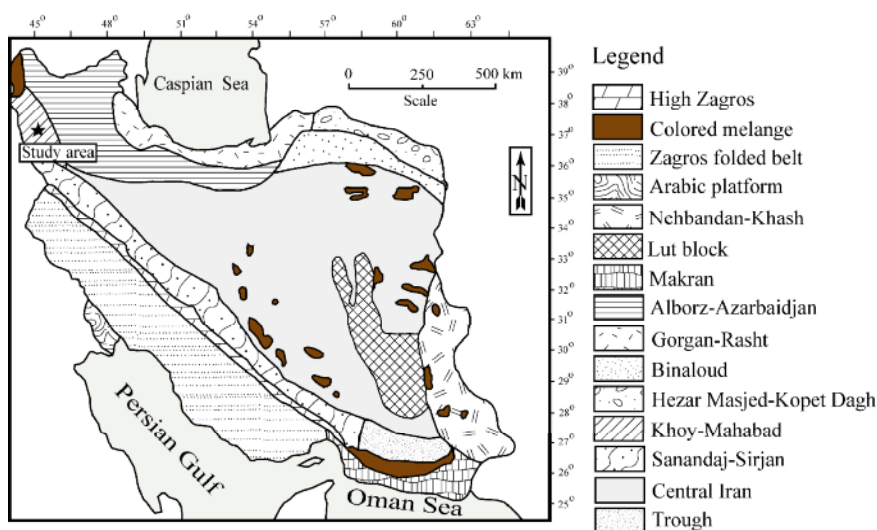 45° 48° 51° 54° 57° 60° 63°
39°
38°
37°
36°
35°
34°
33°
32°
31°
30°
29°
28°
27°
26°
25°
Caspian Sea
0 250 500 km
Scale
Study area
N
Persian Gulf
Oman Sea
Legend
High Zagros
Colored melange
Zagros folded belt
Arabic platform
Nehbandan-Khash
Lut block
Makran
Alborz-Azarbaidjan
Gorgan-Rasht
Binaloud
Hezar Masjed-Kopet Dagh
Khoy-Mahabad
Sanandaj-Sirjan
Central Iran
Trough